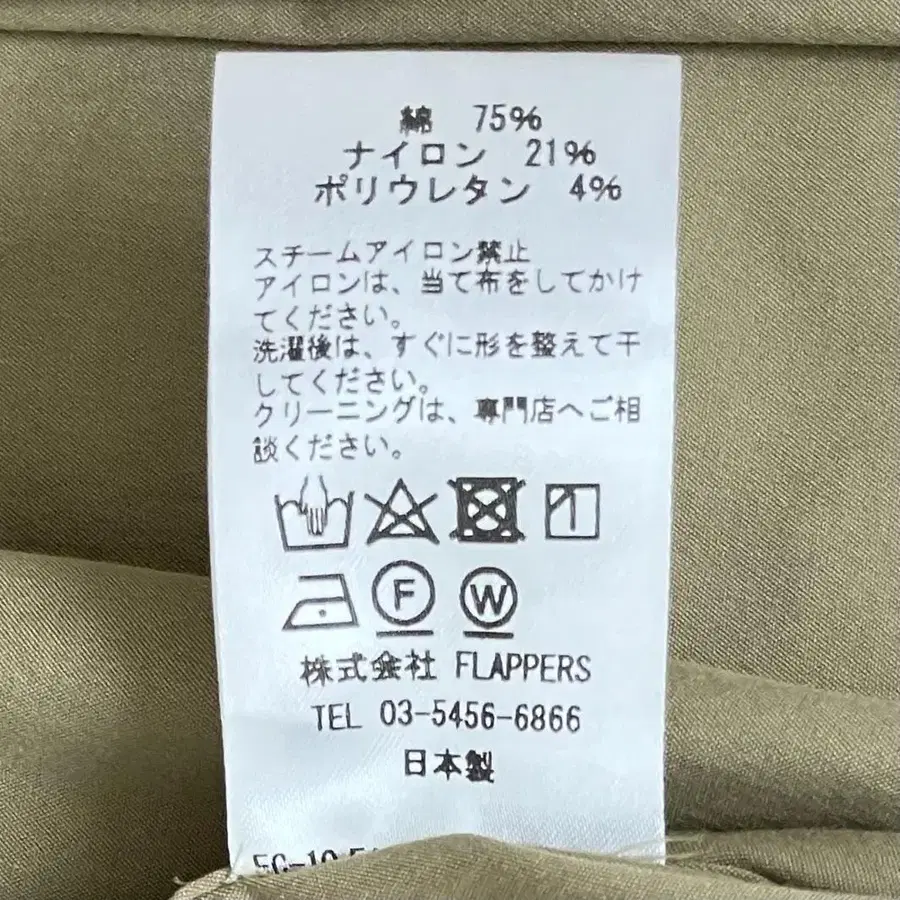 綿 75%
ナイロン 21%
ポリウレタン 4%
スチームアイロン禁止
アイロンは、当て布をしてかけ
てください。
洗濯後は、すぐに形を整えて干
してください。
クリーニングは、専門店へご相
談ください。
F W
株式会社 FLAPPERS
TEL 03-5456-6866
日本製